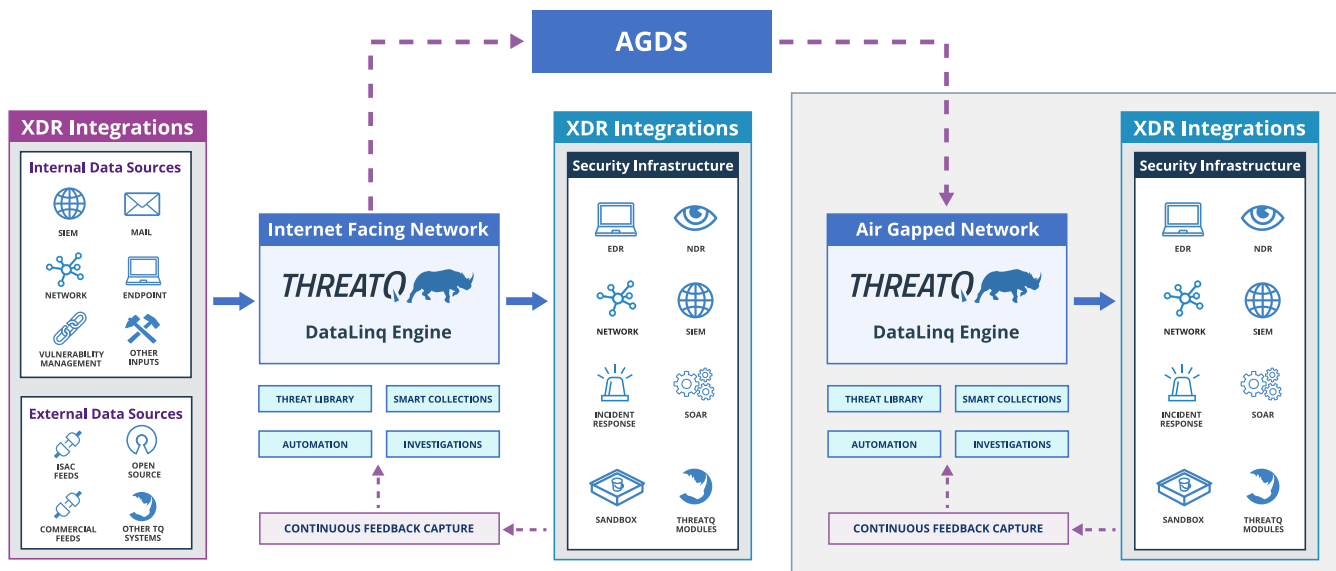 AGDS
XDR Integrations
Internal Data Sources
SIEM
MAIL
NETWORK
ENDPOINT
VULNERABILITY
MANAGEMENT
OTHER
INPUTS
External Data Sources
ISAC
FEEDS
OPEN
SOURCE
COMMERCIAL
FEEDS
OTHER TQ
SYSTEMS
Internet Facing Network
THREATQ
DataLinq Engine
THREAT LIBRARY
SMART COLLECTIONS
AUTOMATION
INVESTIGATIONS
CONTINUOUS FEEDBACK CAPTURE
XDR Integrations
Security Infrastructure
EDR
NDR
NETWORK
SIEM
INCIDENT
RESPONSE
SOAR
SANDBOX
THREATQ
MODULES
Air Gapped Network
THREATQ
DataLinq Engine
THREAT LIBRARY
SMART COLLECTIONS
AUTOMATION
INVESTIGATIONS
CONTINUOUS FEEDBACK CAPTURE
XDR Integrations
Security Infrastructure
EDR
NDR
NETWORK
SIEM
INCIDENT
RESPONSE
SOAR
SANDBOX
THREATQ
MODULES